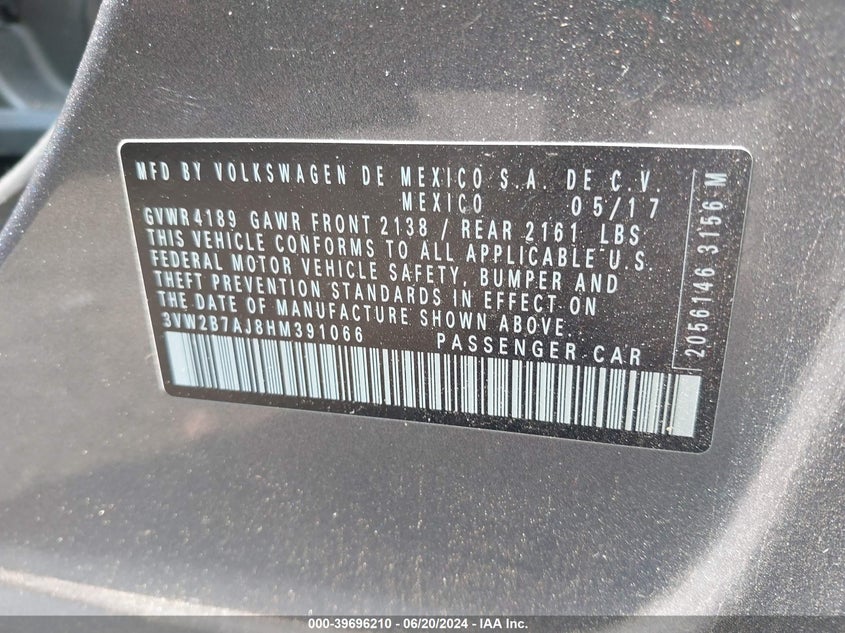 MFD BY VOLKSWAGEN DE MEXICO S.A. DE C.V.
MEXICO 05/17
GVWR 4189 GAWR FRONT 2138 / REAR 2161 LBS
THIS VEHICLE CONFORMS TO ALL APPLICABLE U.S.
FEDERAL MOTOR VEHICLE SAFETY, BUMPER AND
THEFT PREVENTION STANDARDS IN EFFECT ON
THE DATE OF MANUFACTURE SHOWN ABOVE.
3VW2B7AJ8HM391066 PASSENGER CAR
2056146 3156 M
000-39696210 - 06/20/2024 - IAA Inc.